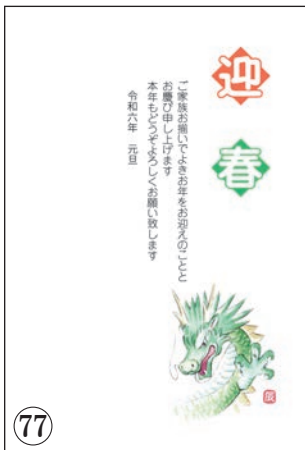 迎春
ご家族お揃いでよきお年をお迎えのことと
お慶び申し上げます
本年もどうぞよろしくお願い致します
令和六年 元旦
辰
77